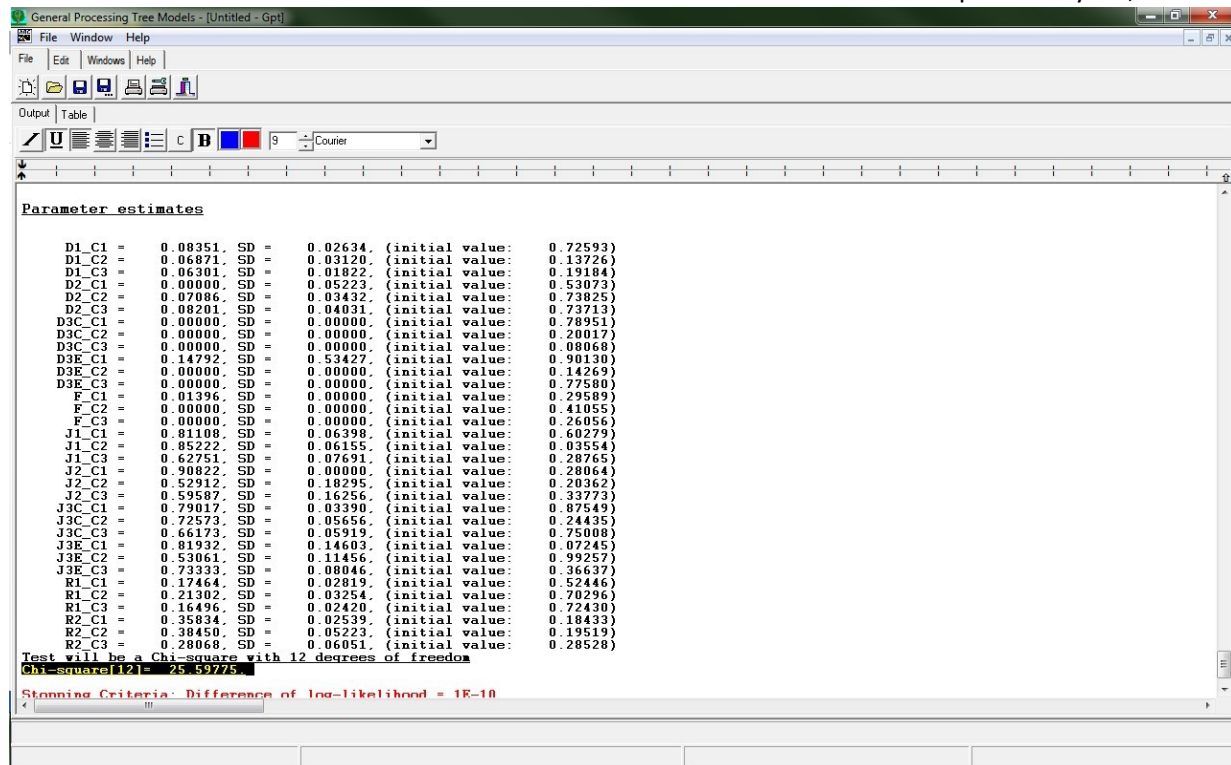 General Processing Tree Models - [Untitled - Gpt]
File Window Help
File Edit Windows Help
Output Table
U C B 9 Courier
Parameter estimates
D1_C1 = 0.08351, SD = 0.02634, (initial value: 0.72593)
D1_C2 = 0.06871, SD = 0.03120, (initial value: 0.13726)
D1_C3 = 0.06301, SD = 0.01822, (initial value: 0.19184)
D2_C1 = 0.00000, SD = 0.05223, (initial value: 0.53073)
D2_C2 = 0.07086, SD = 0.03432, (initial value: 0.73825)
D2_C3 = 0.08201, SD = 0.04031, (initial value: 0.73713)
D3C_C1 = 0.00000, SD = 0.00000, (initial value: 0.78951)
D3C_C2 = 0.00000, SD = 0.00000, (initial value: 0.20017)
D3C_C3 = 0.00000, SD = 0.00000, (initial value: 0.08068)
D3E_C1 = 0.14792, SD = 0.53427, (initial value: 0.90130)
D3E_C2 = 0.00000, SD = 0.00000, (initial value: 0.14269)
D3E_C3 = 0.00000, SD = 0.00000, (initial value: 0.77580)
F_C1 = 0.01396, SD = 0.00000, (initial value: 0.29589)
F_C2 = 0.00000, SD = 0.00000, (initial value: 0.41055)
F_C3 = 0.00000, SD = 0.00000, (initial value: 0.26056)
J1_C1 = 0.81108, SD = 0.06398, (initial value: 0.60279)
J1_C2 = 0.85222, SD = 0.06155, (initial value: 0.03554)
J1_C3 = 0.62751, SD = 0.07691, (initial value: 0.28765)
J2_C1 = 0.90822, SD = 0.00000, (initial value: 0.28064)
J2_C2 = 0.52912, SD = 0.18295, (initial value: 0.20362)
J2_C3 = 0.59587, SD = 0.16256, (initial value: 0.33773)
J3C_C1 = 0.79017, SD = 0.03390, (initial value: 0.87549)
J3C_C2 = 0.72573, SD = 0.05656, (initial value: 0.24435)
J3C_C3 = 0.66173, SD = 0.05919, (initial value: 0.75008)
J3E_C1 = 0.81932, SD = 0.14603, (initial value: 0.07245)
J3E_C2 = 0.53061, SD = 0.11456, (initial value: 0.99257)
J3E_C3 = 0.73333, SD = 0.08046, (initial value: 0.36637)
R1_C1 = 0.17464, SD = 0.02819, (initial value: 0.52446)
R1_C2 = 0.21302, SD = 0.03254, (initial value: 0.70296)
R1_C3 = 0.16496, SD = 0.02420, (initial value: 0.72430)
R2_C1 = 0.35834, SD = 0.02539, (initial value: 0.18433)
R2_C2 = 0.38450, SD = 0.05223, (initial value: 0.19519)
R2_C3 = 0.28068, SD = 0.06051, (initial value: 0.28528)
Test will be a Chi-square with 12 degrees of freedom
Chi-square[12]= 25.59775,
Stopping Criteria: Difference of log-likelihood = 1E-10